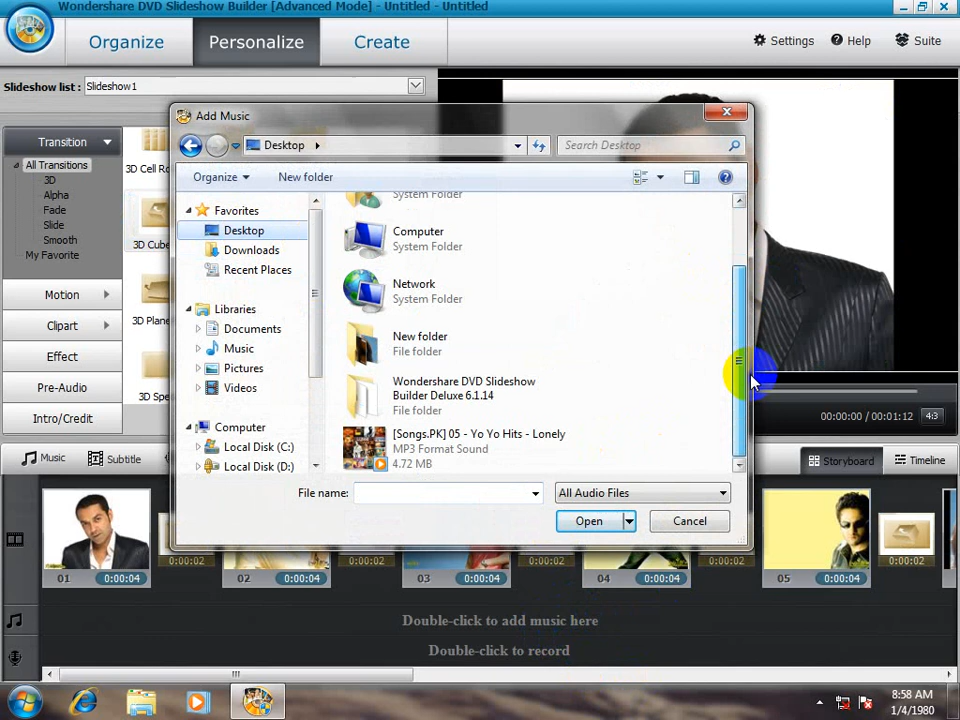 Wondershare DVD Slideshow Builder [Advanced Mode] - Untitled - Untitled
Organize
Personalize
Create
Settings
Help
Suite
Slideshow list :
Slideshow1
Add Music
Desktop
Search Desktop
Organize
New folder
Transition
All Transitions
3D
Alpha
Fade
Slide
Smooth
My Favorite
Motion
Clipart
Effect
Pre-Audio
Intro/Credit
3D Cell Ro
3D Cube
3D Plane
3D Spe
Favorites
Desktop
Downloads
Recent Places
Libraries
Documents
Music
Pictures
Videos
Computer
Local Disk (C:)
Local Disk (D:)
System Folder
Computer
System Folder
Network
System Folder
New folder
File folder
Wondershare DVD Slideshow
Builder Deluxe 6.1.14
File folder
[Songs.PK] 05 - Yo Yo Hits - Lonely
MP3 Format Sound
4.72 MB
File name:
All Audio Files
Open
Cancel
00:00:00 / 00:01:12
4:3
Music
Subtitle
Storyboard
Timeline
0:00:02
0:00:02
0:00:02
0:00:02
0:00:02
01 0:00:04
02 0:00:04
03 0:00:04
04 0:00:04
05 0:00:04
Double-click to add music here
Double-click to record
8:58 AM
1/4/1980